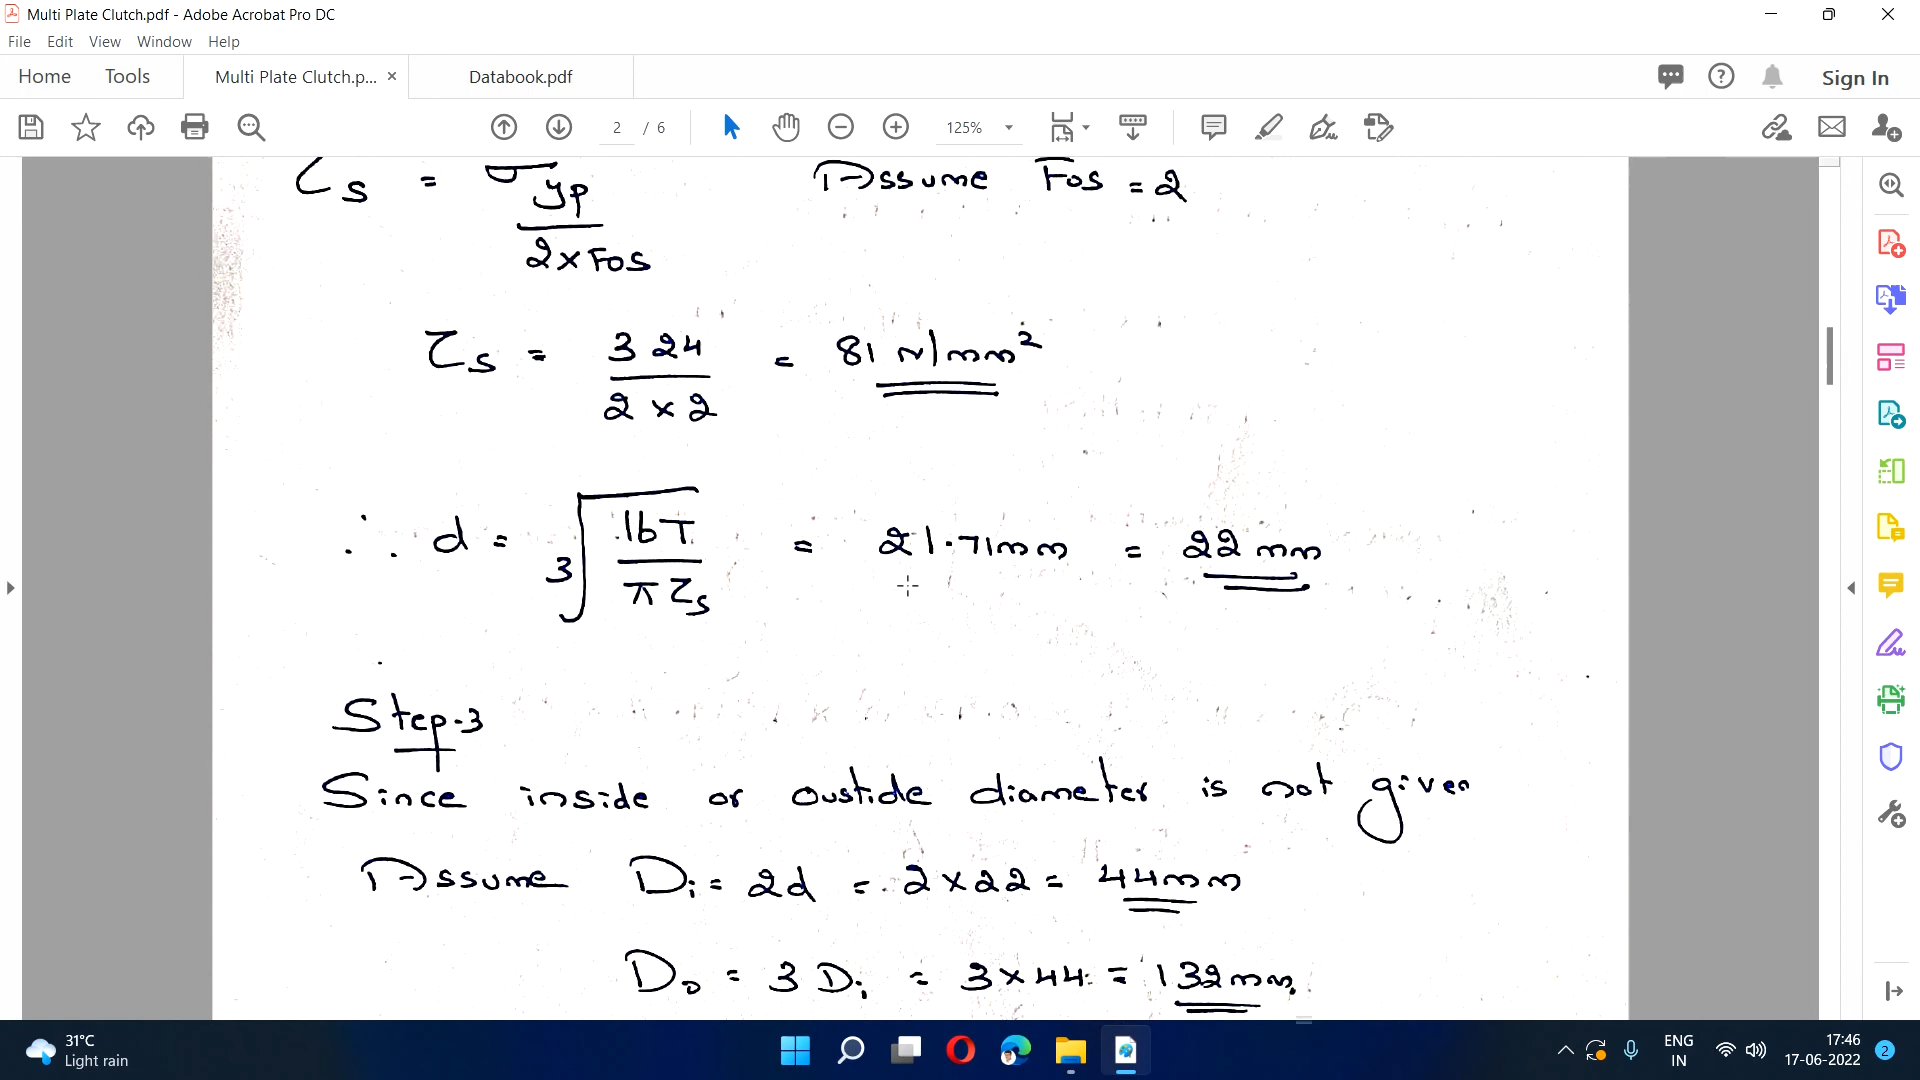 Multi Plate Clutch.pdf - Adobe Acrobat Pro DC
File Edit View Window Help
Home Tools Multi Plate Clutch.p... × Databook.pdf Sign In
2 / 6 125%
τs = σyp / 2×Fos Assume Fos = 2
τs = 324 / 2×2 = 81 N/mm²
∴ d = ³√(16T / πτs) = 21.71mm = 22 mm
Step-3
Since inside or oustide diameter is not given
Assume Di = 2d = 2×22 = 44mm
Do = 3 Di = 3×44 = 132mm.
31°C
Light rain
ENG
IN
17:46
17-06-2022
2